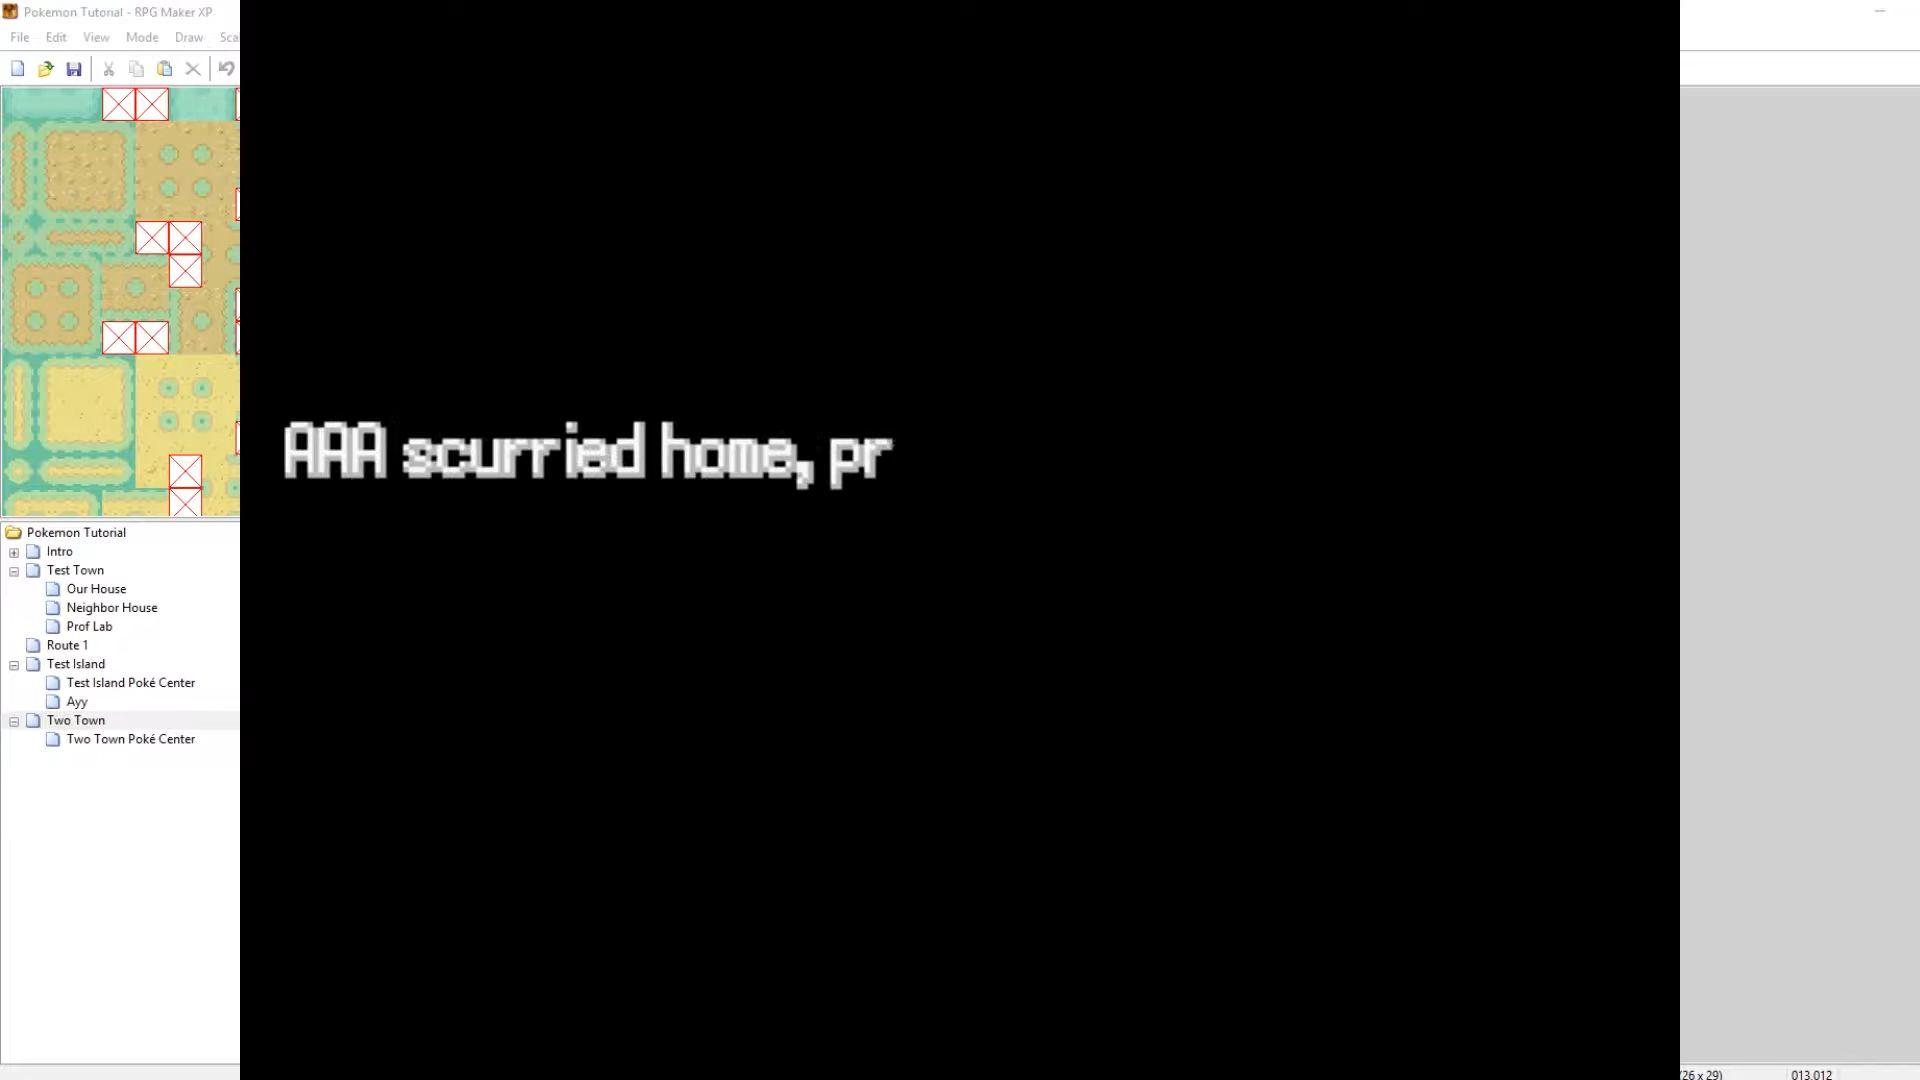 Pokemon Tutorial - RPG Maker XP
File Edit View Mode Draw Sca
AAA scurried home, pr
Pokemon Tutorial
Intro
Test Town
Our House
Neighbor House
Prof Lab
Route 1
Test Island
Test Island Poké Center
Ayy
Two Town
Two Town Poké Center
(26 x 29) 013.012